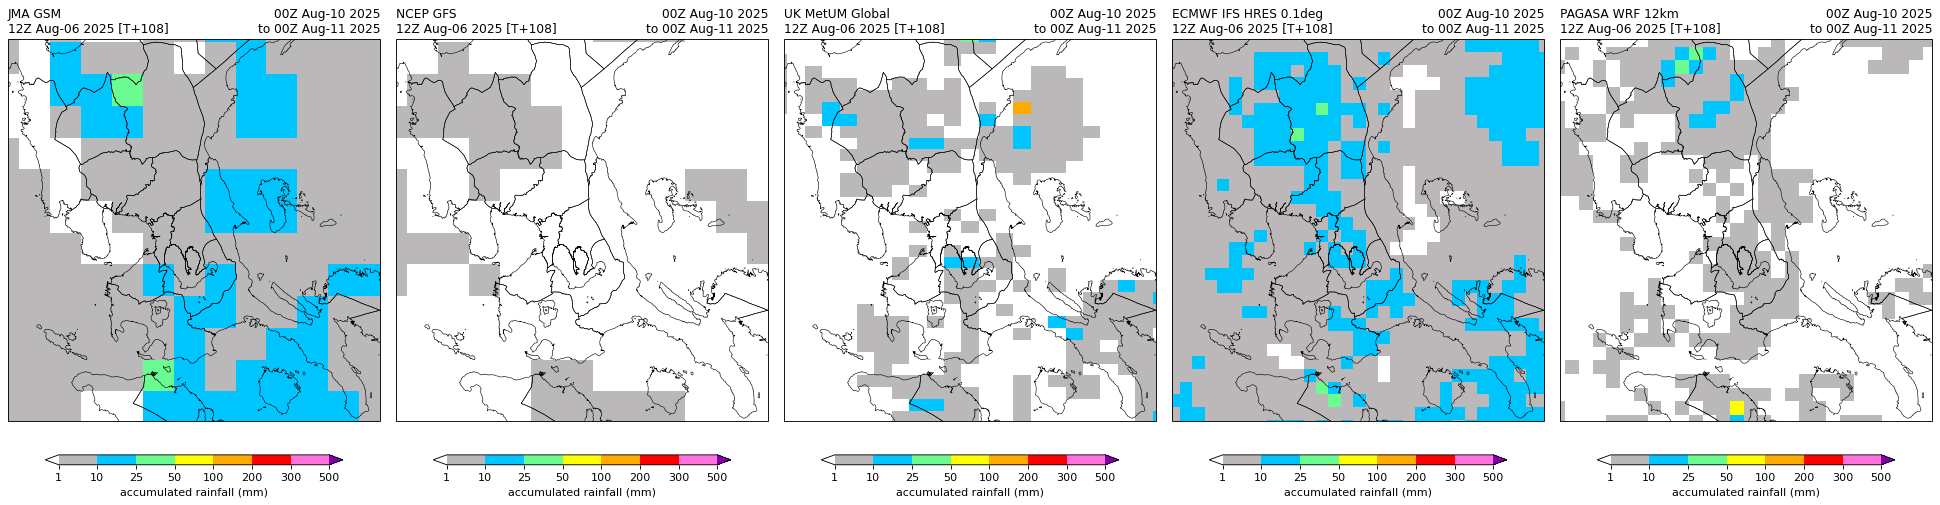 JMA GSM 00Z Aug-10 2025
12Z Aug-06 2025 [T+108] to 00Z Aug-11 2025
NCEP GFS 00Z Aug-10 2025
12Z Aug-06 2025 [T+108] to 00Z Aug-11 2025
UK MetUM Global 00Z Aug-10 2025
12Z Aug-06 2025 [T+108] to 00Z Aug-11 2025
ECMWF IFS HRES 0.1deg 00Z Aug-10 2025
12Z Aug-06 2025 [T+108] to 00Z Aug-11 2025
PAGASA WRF 12km 00Z Aug-10 2025
12Z Aug-06 2025 [T+108] to 00Z Aug-11 2025
1 10 25 50 100 200 300 500
accumulated rainfall (mm)
1 10 25 50 100 200 300 500
accumulated rainfall (mm)
1 10 25 50 100 200 300 500
accumulated rainfall (mm)
1 10 25 50 100 200 300 500
accumulated rainfall (mm)
1 10 25 50 100 200 300 500
accumulated rainfall (mm)